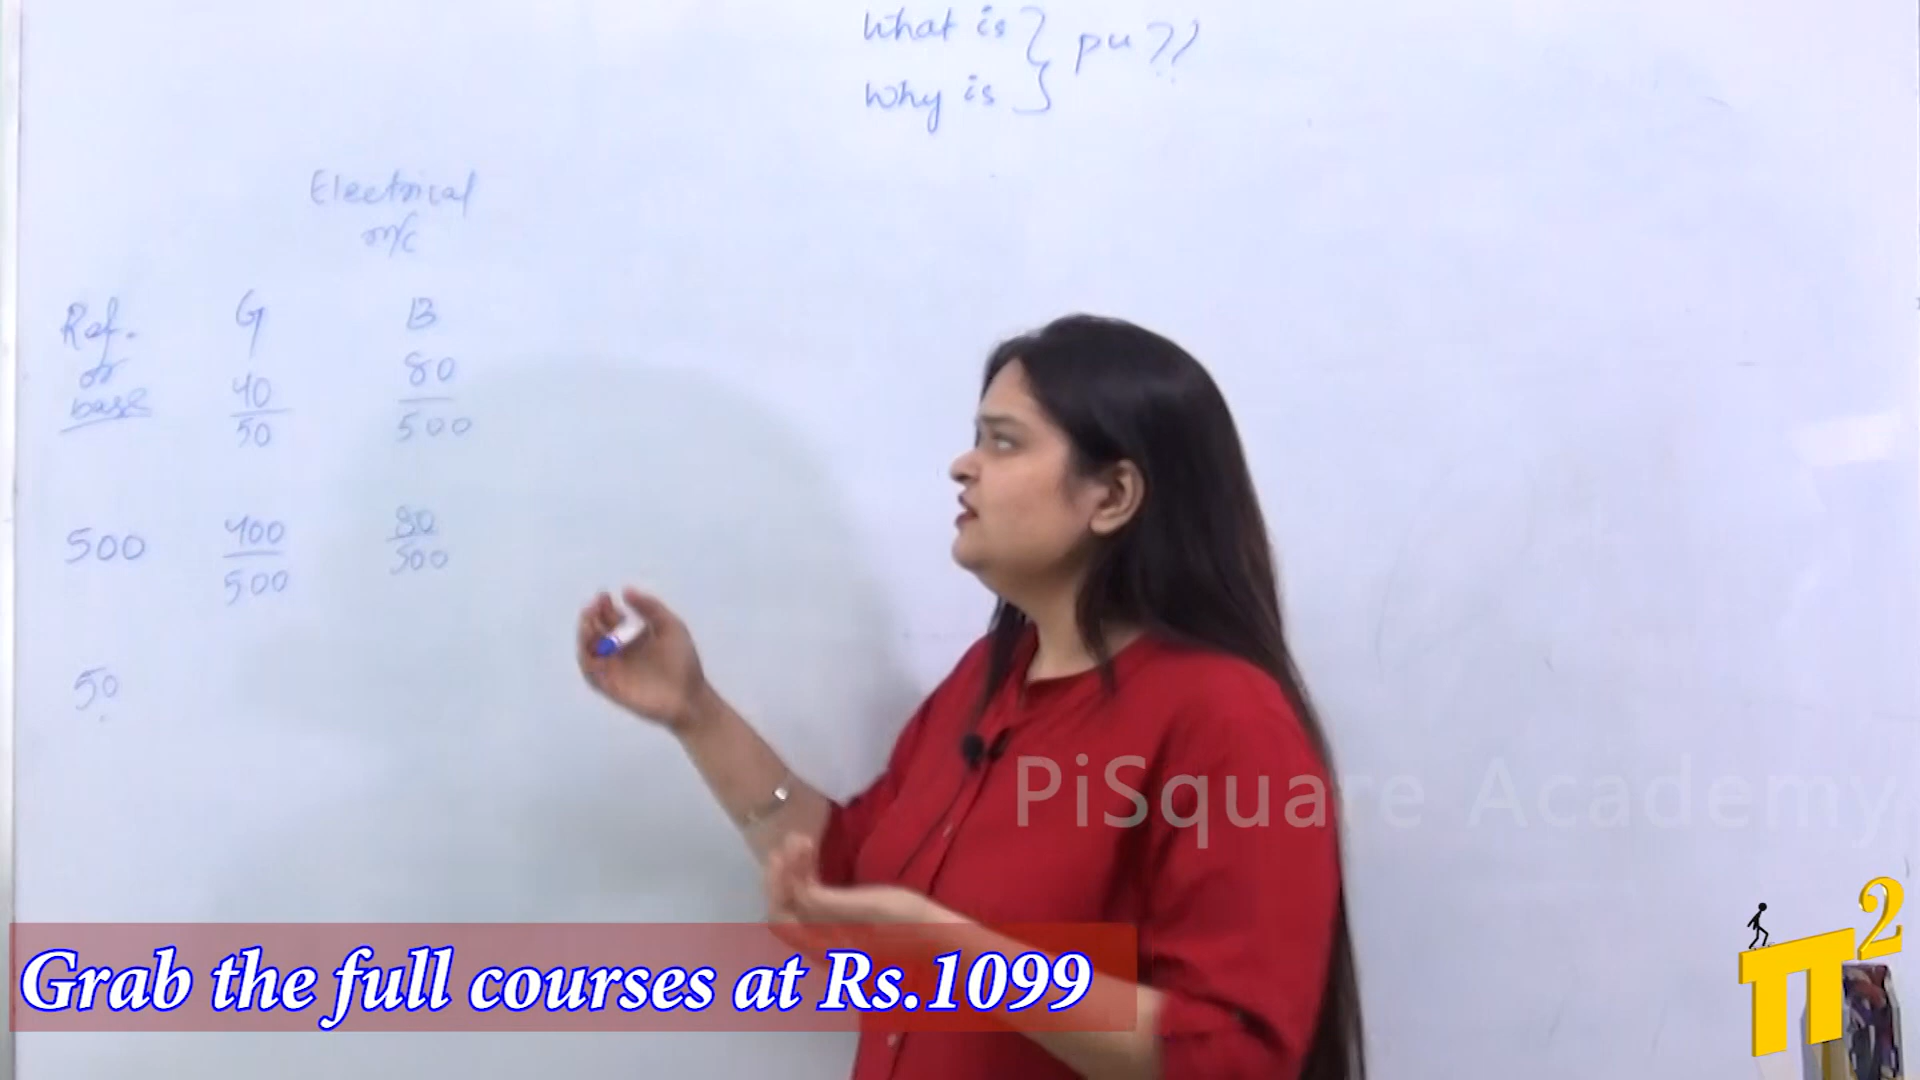 What is } pu ??
Why is
Electrical
m/c
Ref. G B
or
base
40/50 80/500
500 400/500 80/500
50
PiSquare Academy
Grab the full courses at Rs.1099
π2